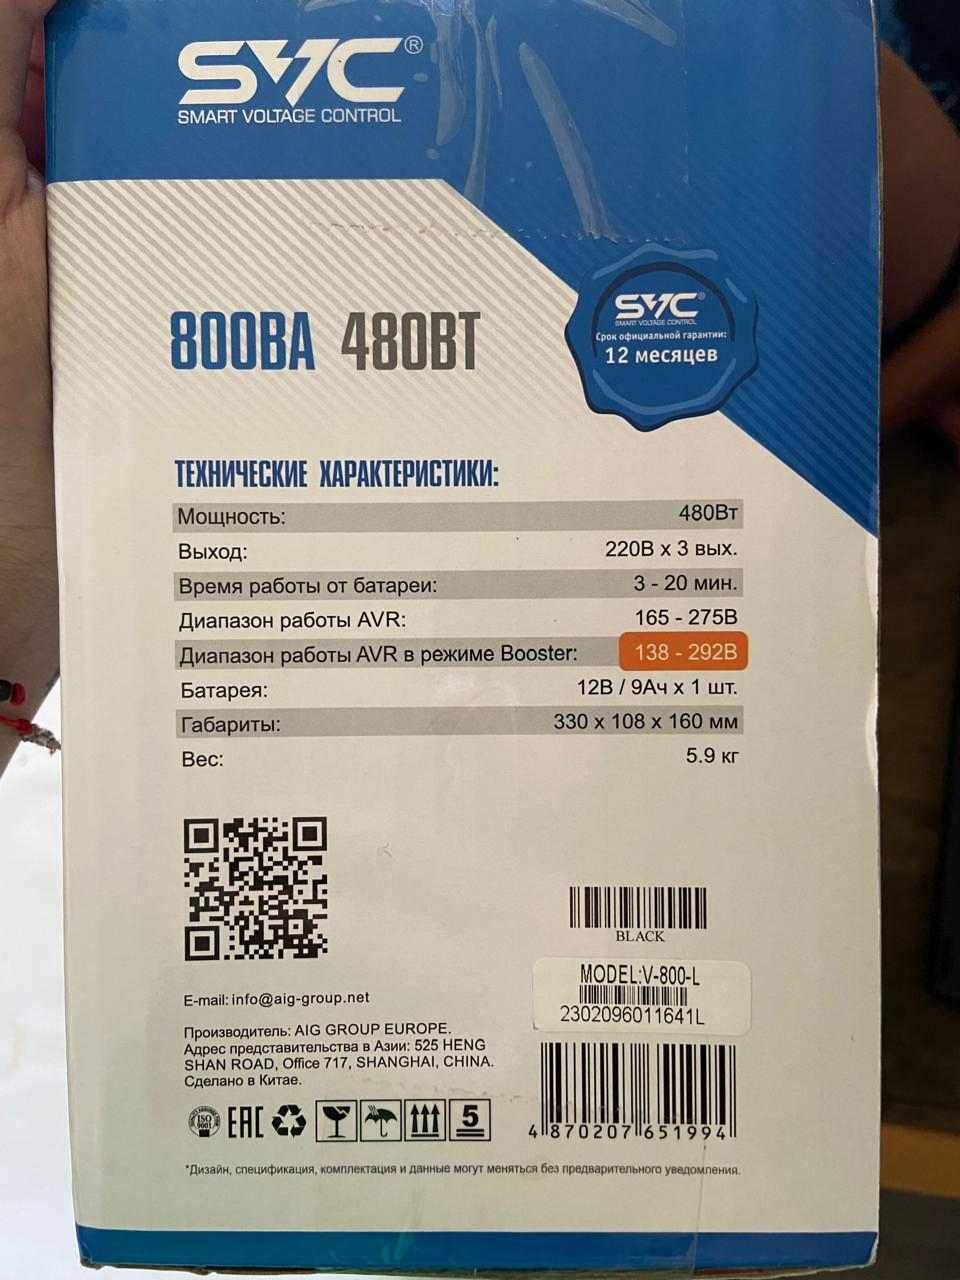 SVC®
SMART VOLTAGE CONTROL
800ВА 480ВТ
SVC®
SMART VOLTAGE CONTROL
Срок официальной гарантии:
12 месяцев
ТЕХНИЧЕСКИЕ ХАРАКТЕРИСТИКИ:
Мощность: 480Вт
Выход: 220В x 3 вых.
Время работы от батареи: 3 - 20 мин.
Диапазон работы AVR: 165 - 275В
Диапазон работы AVR в режиме Booster: 138 - 292В
Батарея: 12В / 9Ач x 1 шт.
Габариты: 330 x 108 x 160 мм
Вес: 5.9 кг
BLACK
MODEL:V-800-L
2302096011641L
E-mail: info@aig-group.net
Производитель: AIG GROUP EUROPE.
Адрес представительства в Азии: 525 HENG
SHAN ROAD, Office 717, SHANGHAI, CHINA.
Сделано в Китае.
ISO
9001
EAC
5
4 870207 651994
*Дизайн, спецификация, комплектация и данные могут меняться без предварительного уведомления.